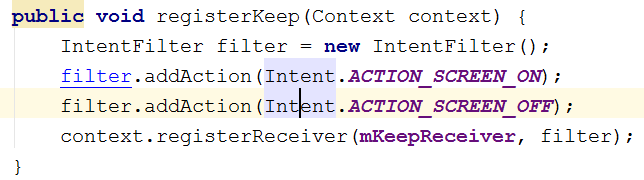 public void registerKeep(Context context) {
    IntentFilter filter = new IntentFilter();
    filter.addAction(Intent.ACTION_SCREEN_ON);
    filter.addAction(Intent.ACTION_SCREEN_OFF);
    context.registerReceiver(mKeepReceiver, filter);
}